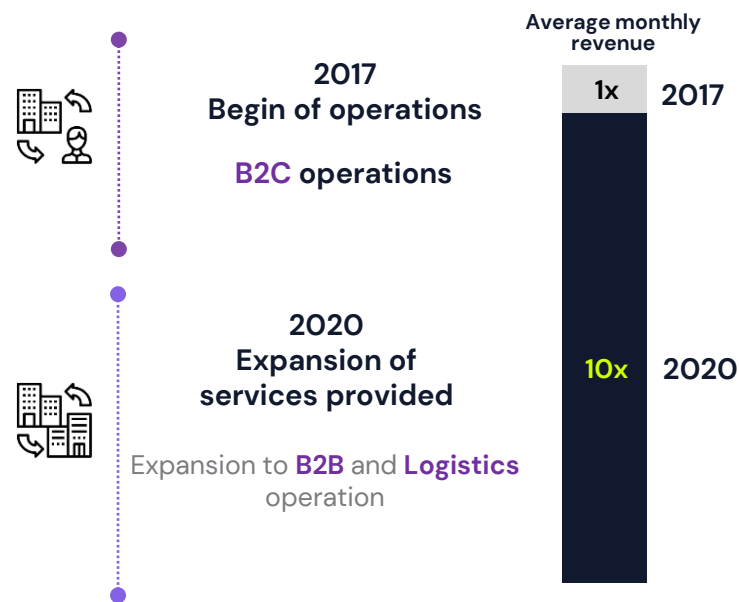 Average monthly
revenue
2017
Begin of operations
B2C operations
1x
2017
2020
Expansion of
services provided
Expansion to B2B and Logistics
operation
10x
2020